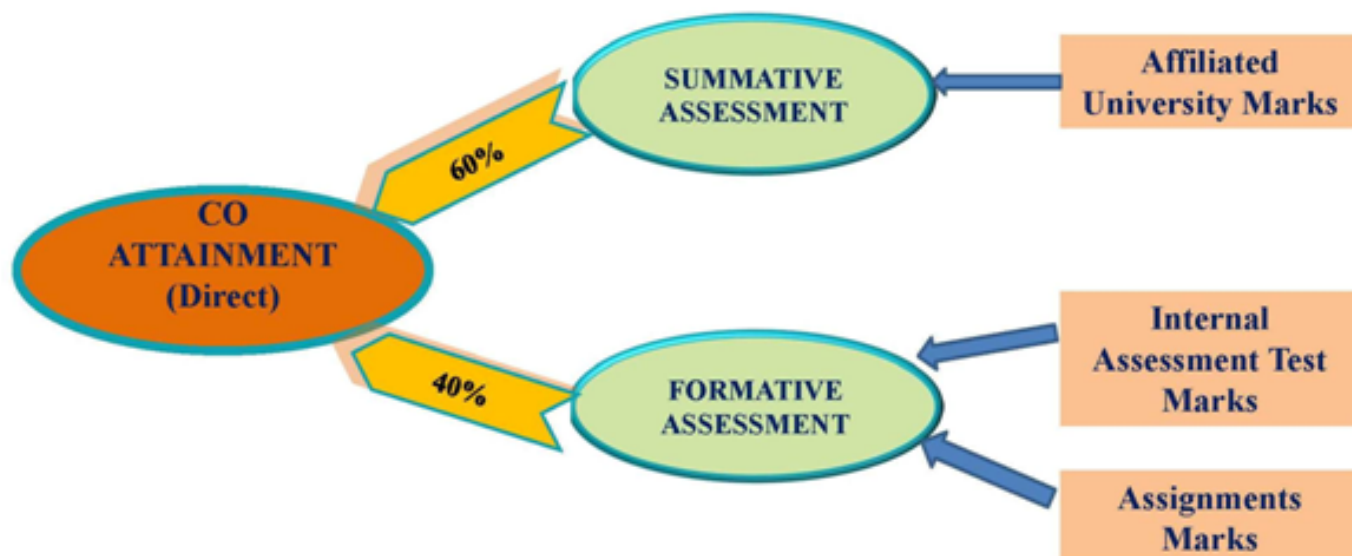 SUMMATIVE
ASSESSMENT
Affiliated
University Marks
60%
CO
ATTAINMENT
(Direct)
40%
FORMATIVE
ASSESSMENT
Internal
Assessment Test
Marks
Assignments
Marks